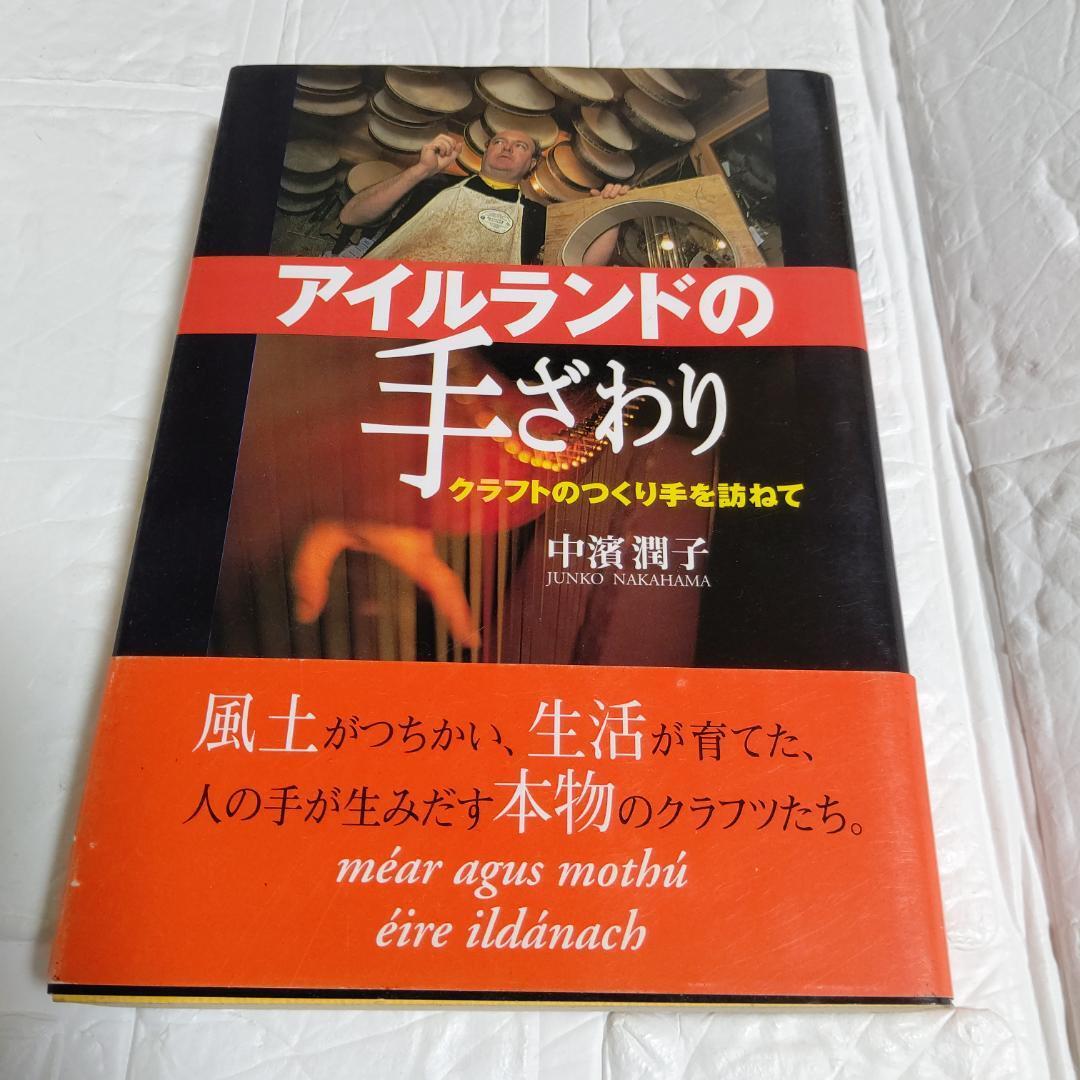 アイルランドの
手ざわり
クラフトのつくり手を訪ねて
中濱潤子
JUNKO NAKAHAMA
風土がつちかい、生活が育てた、
人の手が生みだす本物のクラフツたち。
méar agus mothú
éire ildánach